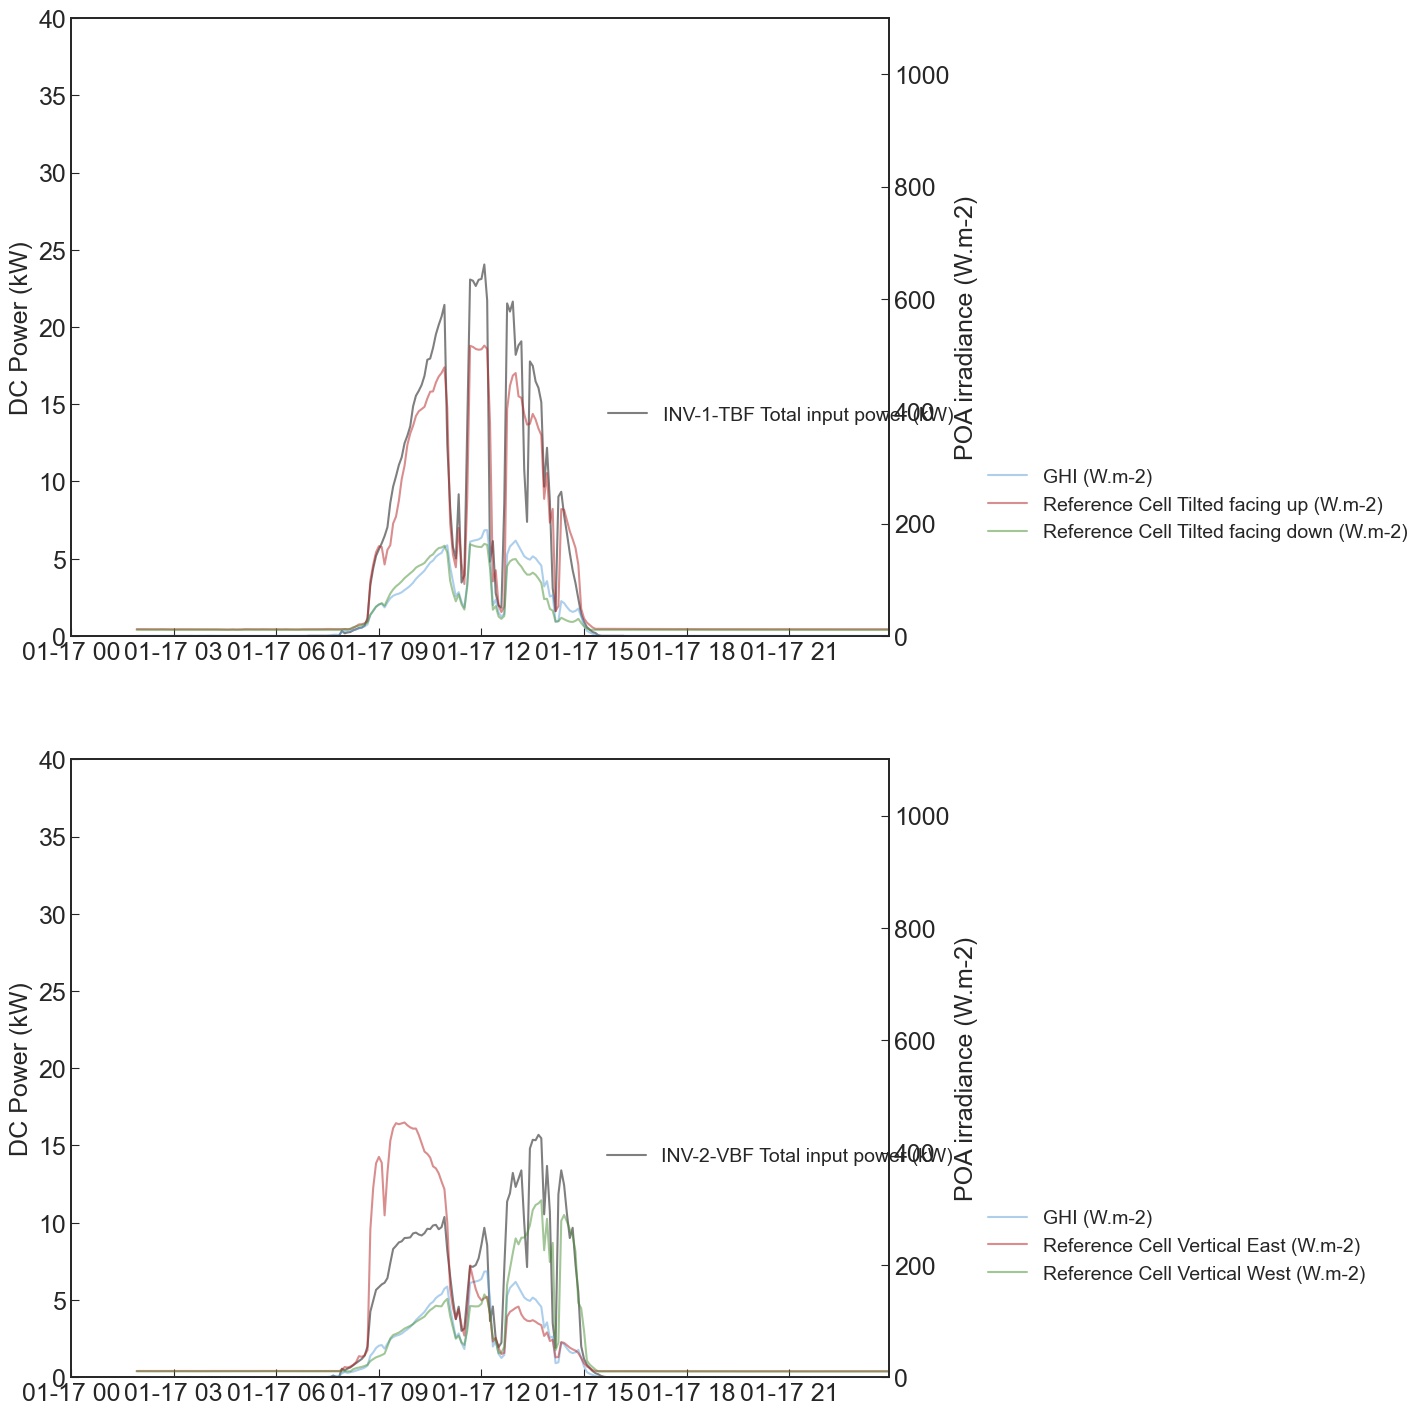 40
35
30
25
20
15
10
5
0
DC Power (kW)
1000
800
600
400
200
0
POA irradiance (W.m-2)
INV-1-TBF Total input power (kW)
GHI (W.m-2)
Reference Cell Tilted facing up (W.m-2)
Reference Cell Tilted facing down (W.m-2)
01-17 00 01-17 03 01-17 06 01-17 09 01-17 12 01-17 15 01-17 18 01-17 21
40
35
30
25
20
15
10
5
0
DC Power (kW)
1000
800
600
400
200
0
POA irradiance (W.m-2)
INV-2-VBF Total input power (kW)
GHI (W.m-2)
Reference Cell Vertical East (W.m-2)
Reference Cell Vertical West (W.m-2)
01-17 00 01-17 03 01-17 06 01-17 09 01-17 12 01-17 15 01-17 18 01-17 21